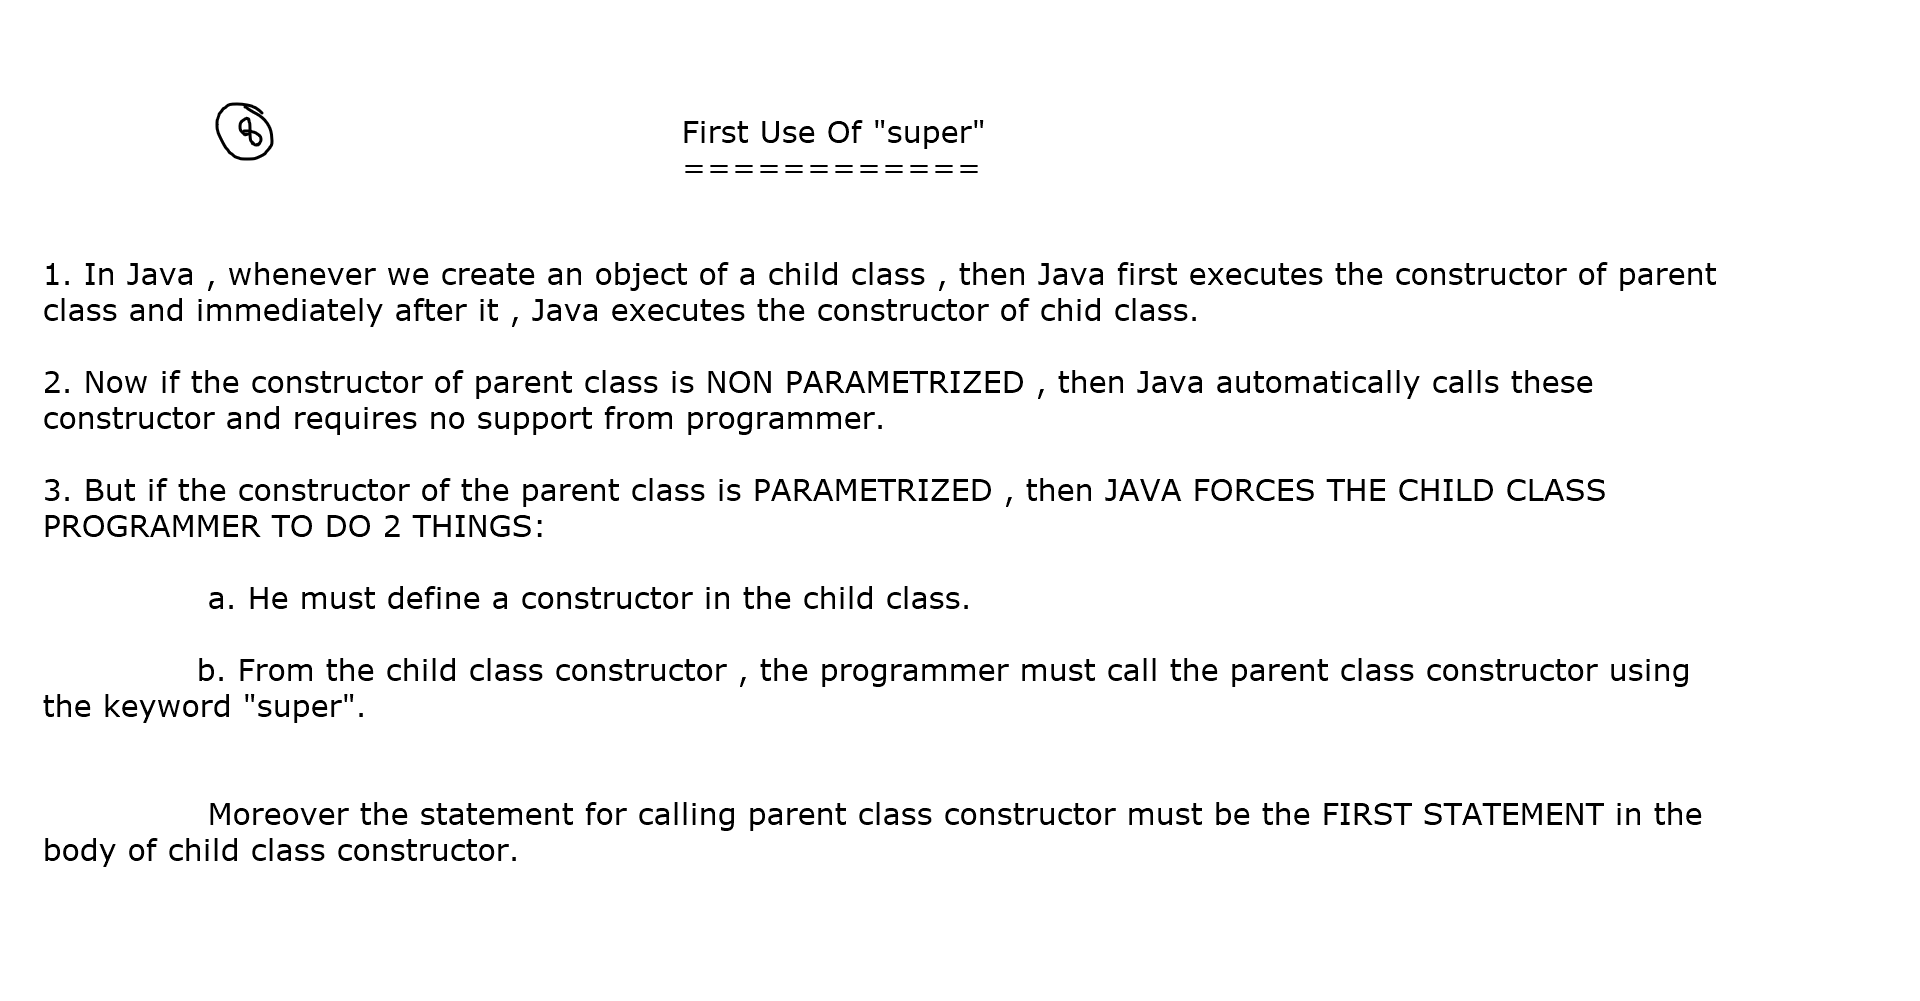 8
First Use Of "super"
============
1. In Java , whenever we create an object of a child class , then Java first executes the constructor of parent
class and immediately after it , Java executes the constructor of chid class.
2. Now if the constructor of parent class is NON PARAMETRIZED , then Java automatically calls these
constructor and requires no support from programmer.
3. But if the constructor of the parent class is PARAMETRIZED , then JAVA FORCES THE CHILD CLASS
PROGRAMMER TO DO 2 THINGS:
a. He must define a constructor in the child class.
b. From the child class constructor , the programmer must call the parent class constructor using
the keyword "super".
Moreover the statement for calling parent class constructor must be the FIRST STATEMENT in the
body of child class constructor.